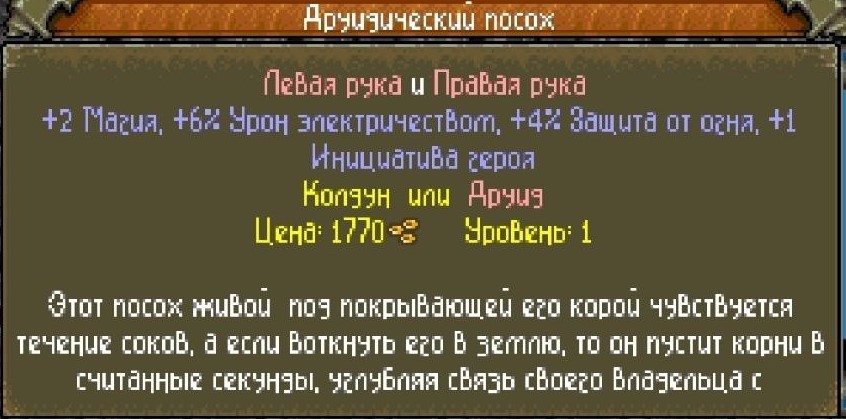 Друидический посох
Левая рука и Правая рука
+2 Магия, +6% Урон электричеством, +4% Защита от огня, +1
Инициатива героя
Колдун или Друид
Цена: 1770 Уровень: 1
Этот посох живой под покрывающей его корой чувствуется
течение соков, а если воткнуть его в землю, то он пустит корни в
считанные секунды, углубляя связь своего владельца с